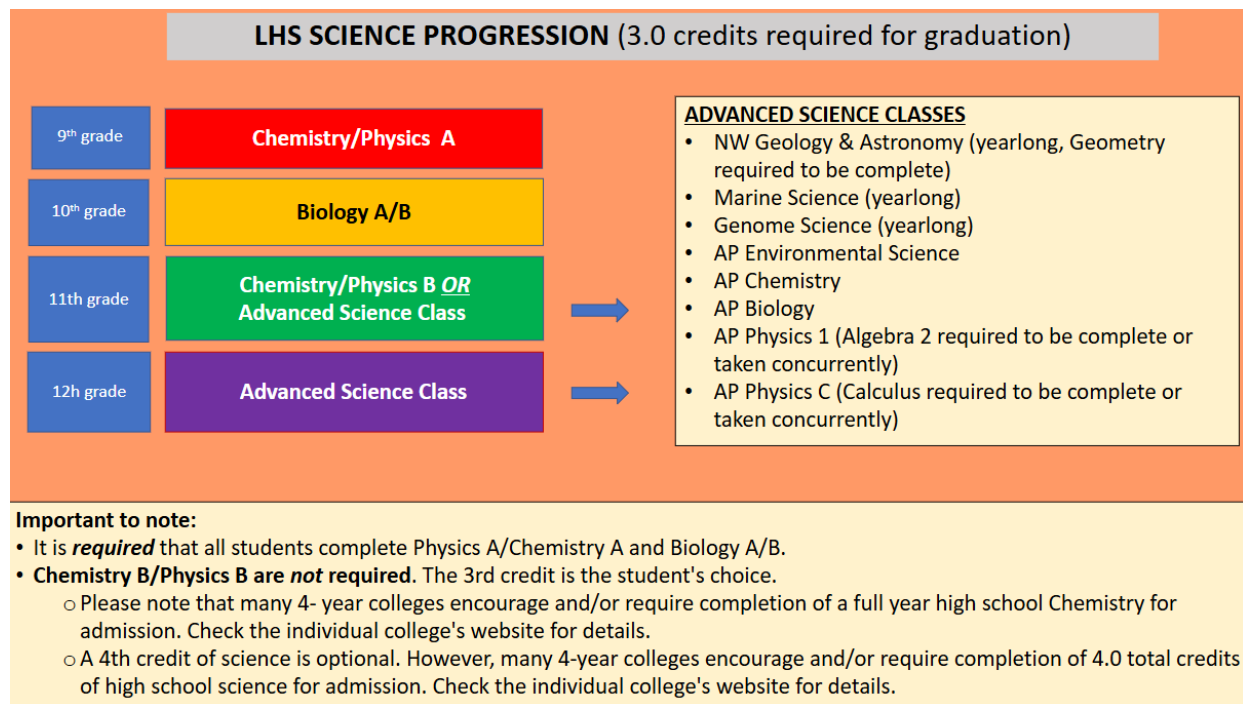 LHS SCIENCE PROGRESSION (3.0 credits required for graduation)
9th grade
Chemistry/Physics A
10th grade
Biology A/B
11th grade
Chemistry/Physics B OR
Advanced Science Class
12h grade
Advanced Science Class
ADVANCED SCIENCE CLASSES
• NW Geology & Astronomy (yearlong, Geometry
required to be complete)
• Marine Science (yearlong)
• Genome Science (yearlong)
• AP Environmental Science
• AP Chemistry
• AP Biology
• AP Physics 1 (Algebra 2 required to be complete or
taken concurrently)
• AP Physics C (Calculus required to be complete or
taken concurrently)
Important to note:
• It is required that all students complete Physics A/Chemistry A and Biology A/B.
• Chemistry B/Physics B are not required. The 3rd credit is the student's choice.
o Please note that many 4- year colleges encourage and/or require completion of a full year high school Chemistry for
admission. Check the individual college's website for details.
o A 4th credit of science is optional. However, many 4-year colleges encourage and/or require completion of 4.0 total credits
of high school science for admission. Check the individual college's website for details.